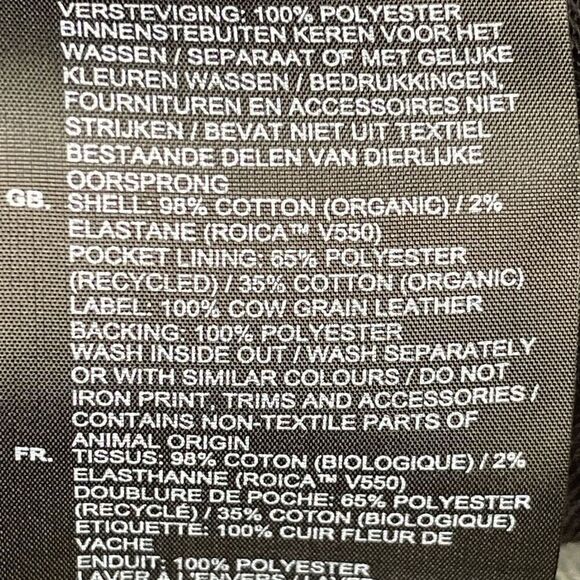 VERSTEVIGING: 100% POLYESTER
BINNENSTEBUITEN KEREN VOOR HET
WASSEN / SEPARAAT OF MET GELIJKE
KLEUREN WASSEN / BEDRUKKINGEN,
FOURNITUREN EN ACCESSOIRES NIET
STRIJKEN / BEVAT NIET UIT TEXTIEL
BESTAANDE DELEN VAN DIERLIJKE
OORSPRONG
GB. SHELL: 98% COTTON (ORGANIC) / 2%
ELASTANE (ROICA™ V550)
POCKET LINING: 65% POLYESTER
(RECYCLED) / 35% COTTON (ORGANIC)
LABEL: 100% COW GRAIN LEATHER
BACKING: 100% POLYESTER
WASH INSIDE OUT / WASH SEPARATELY
OR WITH SIMILAR COLOURS / DO NOT
IRON PRINT, TRIMS AND ACCESSORIES /
CONTAINS NON-TEXTILE PARTS OF
ANIMAL ORIGIN
FR. TISSUS: 98% COTON (BIOLOGIQUE) / 2%
ELASTHANNE (ROICA™ V550)
DOUBLURE DE POCHE: 65% POLYESTER
(RECYCLÉ) / 35% COTON (BIOLOGIQUE)
ETIQUETTE: 100% CUIR FLEUR DE
VACHE
ENDUIT: 100% POLYESTER
LAVER A L'ENVERS / LAVER